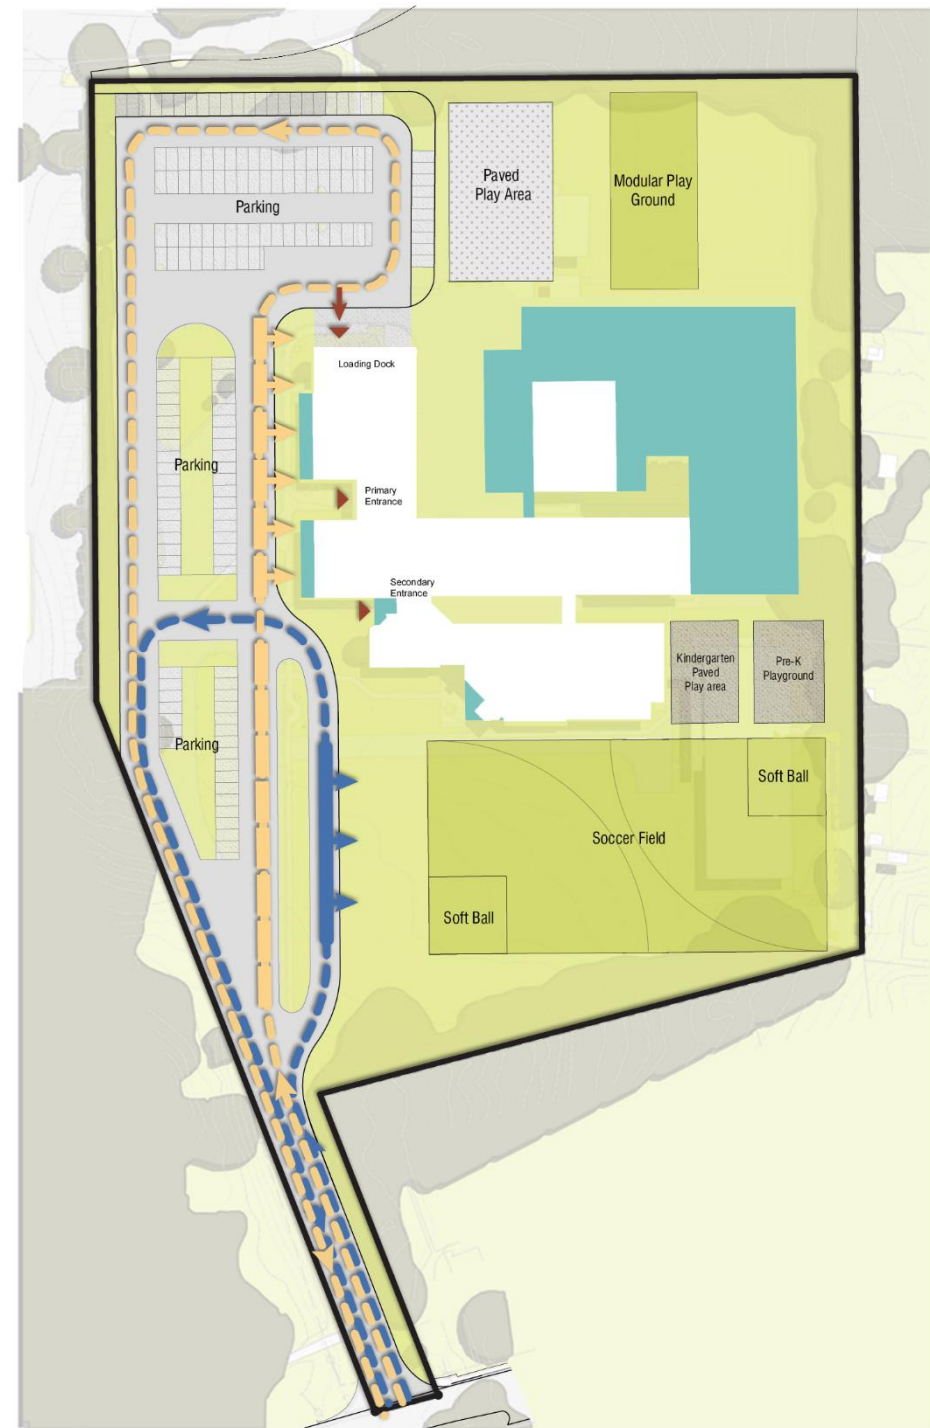 Paved
Play Area
Modular Play
Ground
Parking
Loading Dock
Parking
Primary
Entrance
Secondary
Entrance
Kindergarten
Paved
Play area
Pre-K
Playground
Parking
Soft Ball
Soccer Field
Soft Ball